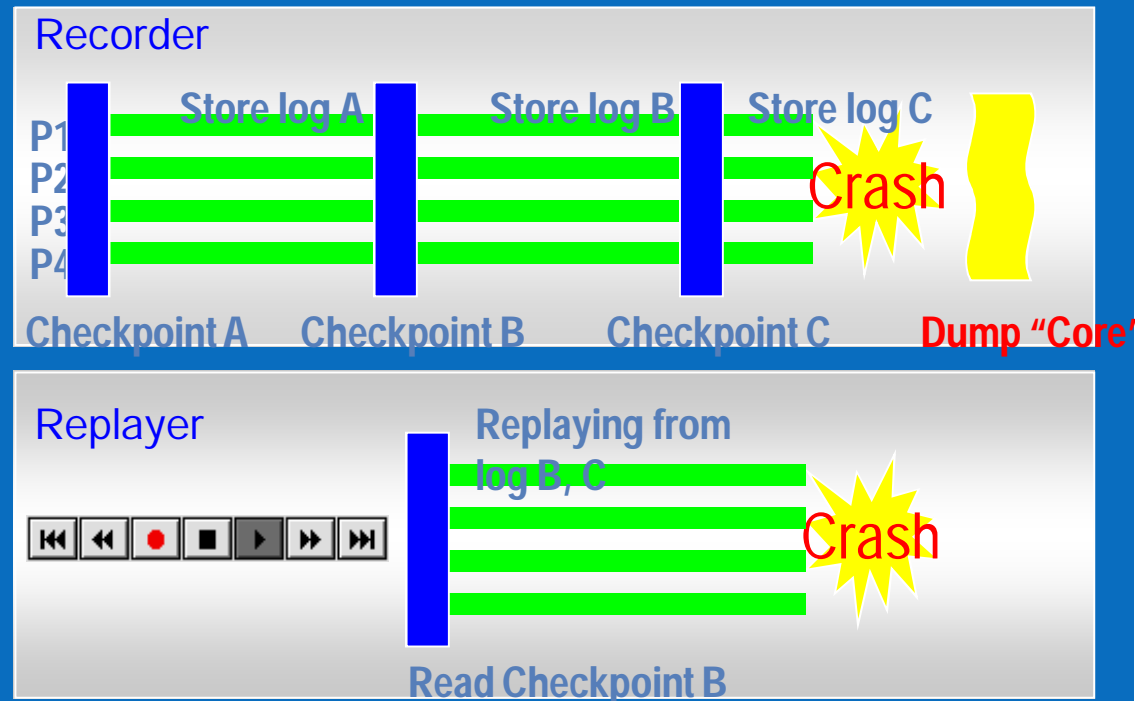 Recorder
Store log A Store log B Store log C
P1
P2
P3
P4
Crash
Checkpoint A Checkpoint B Checkpoint C Dump “Core”
Replayer
Replaying from
log B, C
Crash
Read Checkpoint B